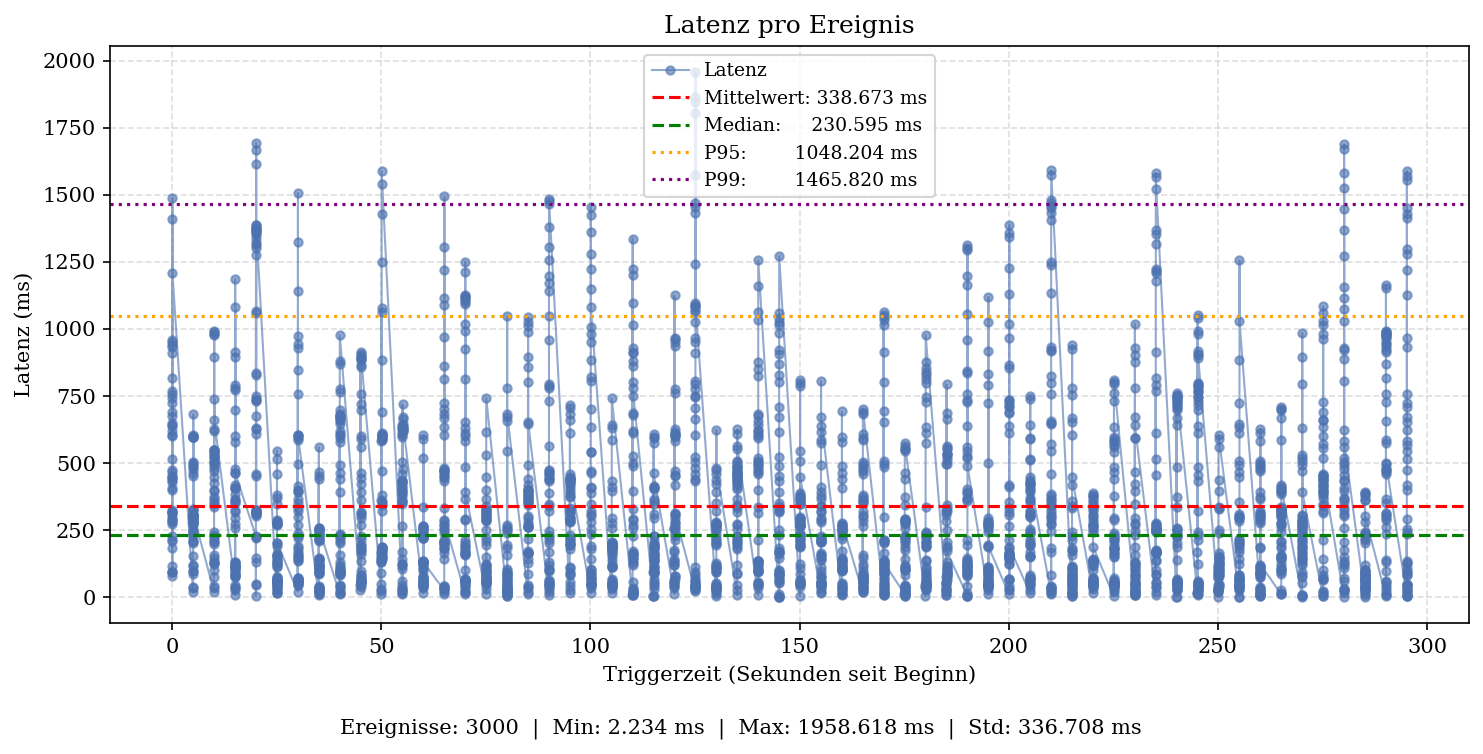 Latenz pro Ereignis
Latenz (ms)
2000
1750
1500
1250
1000
750
500
250
0
Latenz
Mittelwert: 338.673 ms
Median: 230.595 ms
P95: 1048.204 ms
P99: 1465.820 ms
0 50 100 150 200 250 300
Triggerzeit (Sekunden seit Beginn)
Ereignisse: 3000 | Min: 2.234 ms | Max: 1958.618 ms | Std: 336.708 ms